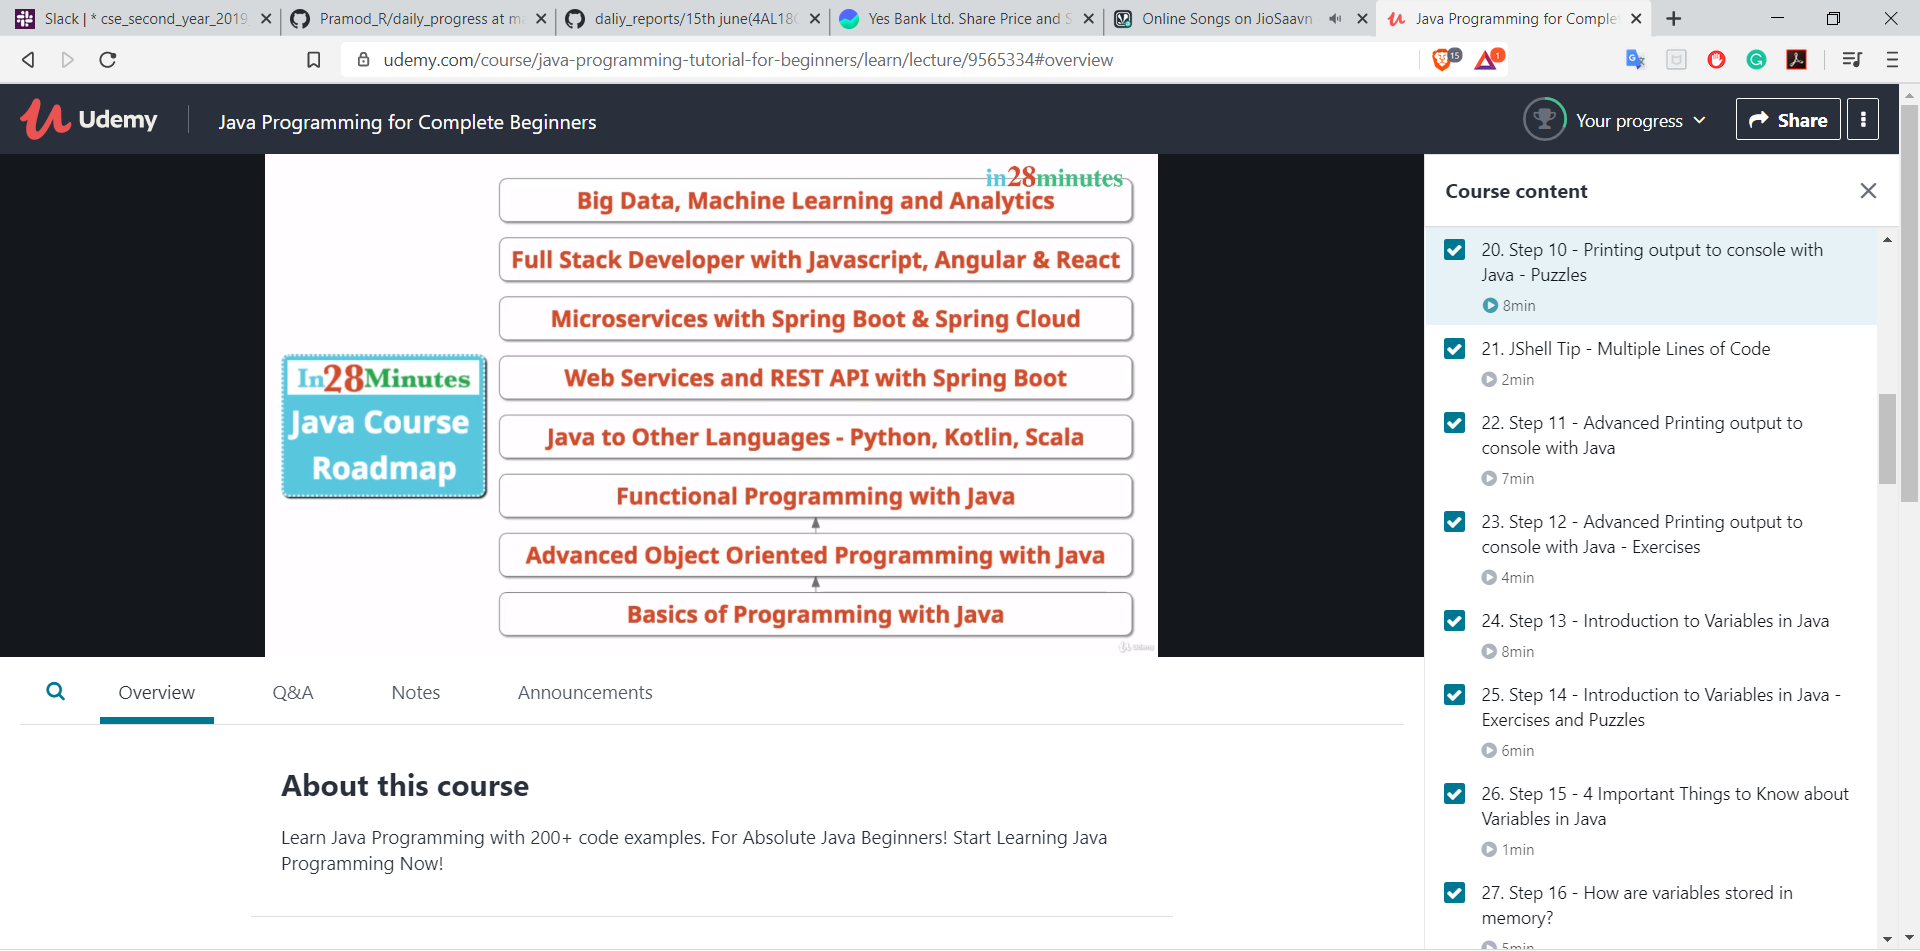 Slack | * cse_second_year_2019
Pramod_R/daily_progress at ma
daliy_reports/15th june(4AL18C
Yes Bank Ltd. Share Price and S
Online Songs on JioSaavn
Java Programming for Complet
udemy.com/course/java-programming-tutorial-for-beginners/learn/lecture/9565334#overview
15
1
Udemy
Java Programming for Complete Beginners
Your progress
Share
in28minutes
Big Data, Machine Learning and Analytics
Full Stack Developer with Javascript, Angular & React
Microservices with Spring Boot & Spring Cloud
Web Services and REST API with Spring Boot
Java to Other Languages - Python, Kotlin, Scala
Functional Programming with Java
Advanced Object Oriented Programming with Java
Basics of Programming with Java
In28Minutes
Java Course
Roadmap
Udemy
Overview
Q&A
Notes
Announcements
About this course
Learn Java Programming with 200+ code examples. For Absolute Java Beginners! Start Learning Java
Programming Now!
Course content
20. Step 10 - Printing output to console with
Java - Puzzles
8min
21. JShell Tip - Multiple Lines of Code
2min
22. Step 11 - Advanced Printing output to
console with Java
7min
23. Step 12 - Advanced Printing output to
console with Java - Exercises
4min
24. Step 13 - Introduction to Variables in Java
8min
25. Step 14 - Introduction to Variables in Java -
Exercises and Puzzles
6min
26. Step 15 - 4 Important Things to Know about
Variables in Java
1min
27. Step 16 - How are variables stored in
memory?
5min